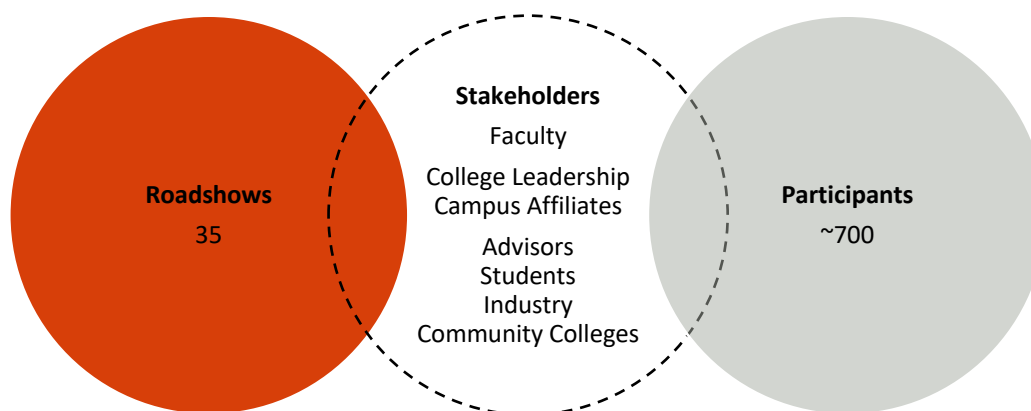 Roadshows
35
Stakeholders
Faculty
College Leadership
Campus Affiliates
Advisors
Students
Industry
Community Colleges
Participants
~700